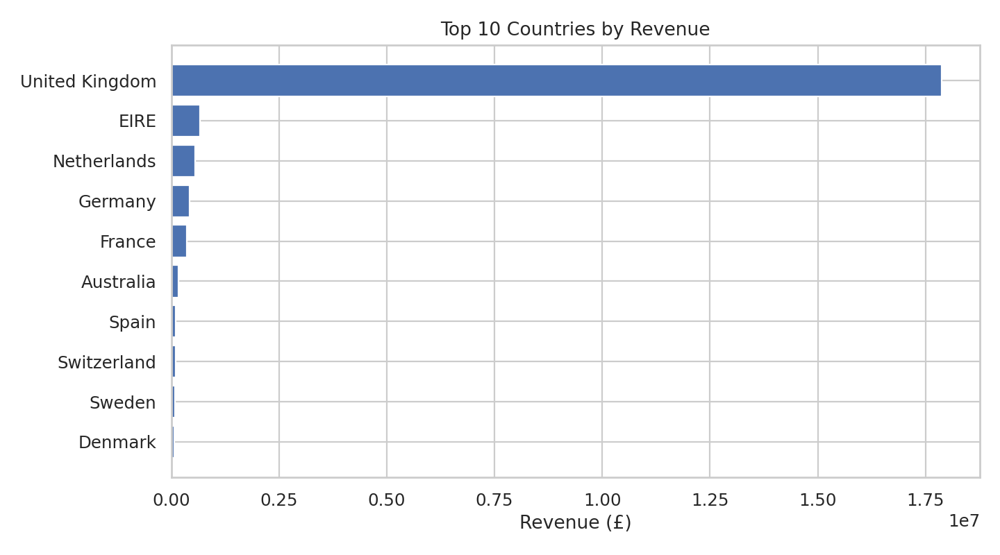 Top 10 Countries by Revenue
United Kingdom
EIRE
Netherlands
Germany
France
Australia
Spain
Switzerland
Sweden
Denmark
0.00 0.25 0.50 0.75 1.00 1.25 1.50 1.75
1e7
Revenue (£)